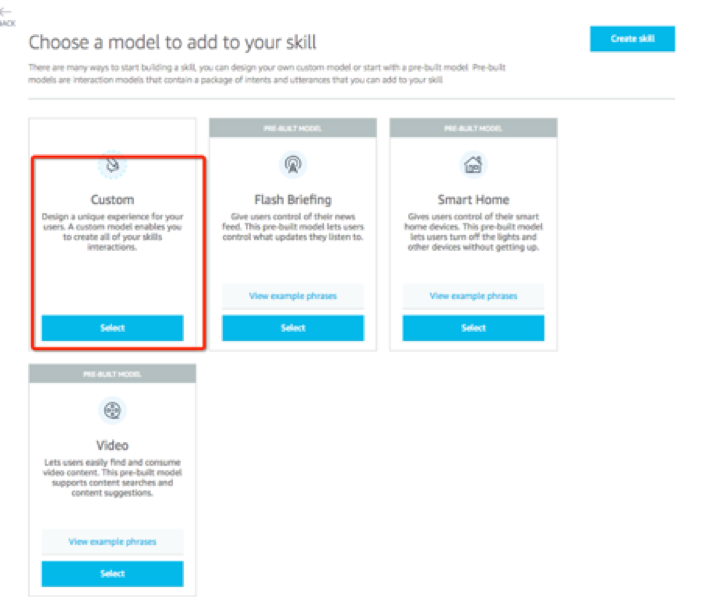 BACK
Choose a model to add to your skill
Create skill
There are many ways to start building a skill, you can design your own custom model or start with a pre-built model. Pre-built
models are interaction models that contain a package of intents and utterances that you can add to your skill
Custom
Design a unique experience for your
users. A custom model enables you
to create all of your skills
interactions.
Select
PRE-BUILT MODEL
Flash Briefing
Give users control of their news
feed. This pre-built model lets users
control what updates they listen to.
View example phrases
Select
PRE-BUILT MODEL
Smart Home
Gives users control of their smart
home devices. This pre-built model
lets users turn off the lights and
other devices without getting up.
View example phrases
Select
PRE-BUILT MODEL
Video
Lets users easily find and consume
video content. This pre-built model
supports content searches and
content suggestions.
View example phrases
Select